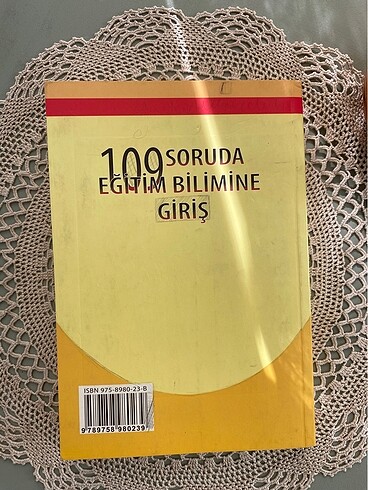 109 SORUDA
EĞİTİM BİLİMİNE
GİRİŞ
ISBN 975-8980-23-8
9 789758 980239